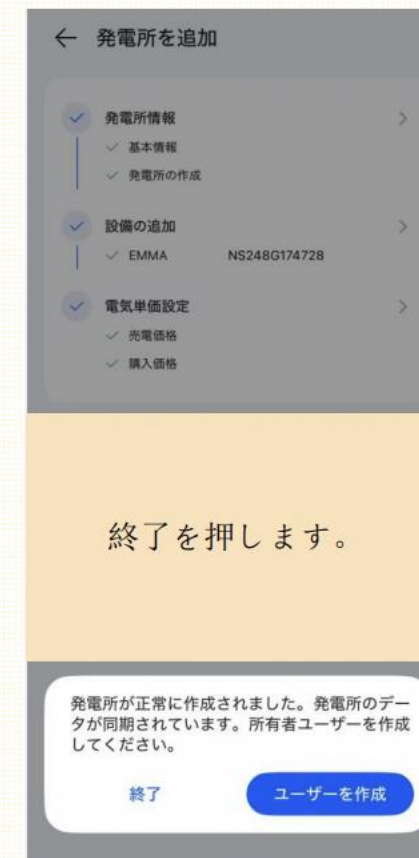 ← 発電所を追加
発電所情報
基本情報
発電所の作成
設備の追加
EMMA NS248G174728
電気単価設定
売電価格
購入価格
終了を押します。
発電所が正常に作成されました。発電所のデー
タが同期されています。所有者ユーザーを作成
してください。
終了 ユーザーを作成